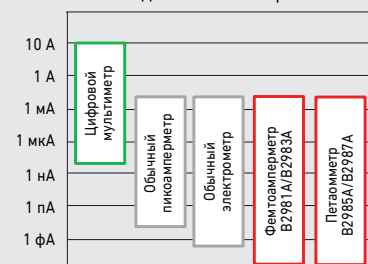 10 А
1 А
1 мА
1 мкА
1 нА
1 пА
1 фА
Цифровой
мультиметр
Обычный
пикоамперметр
Обычный
электрометр
Фемтоамперметр
B2981A/B2983A
Петаомметр
B2985A/B2987A